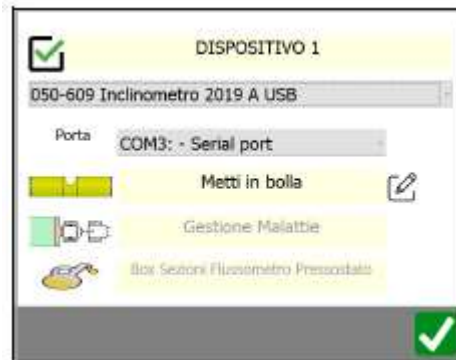 DISPOSITIVO 1
050-609 Inclinometro 2019 A USB
Porta
COM3: - Serial port
Metti in bolla
Gestione Malattie
Box Sezioni Flussometro Pressostato